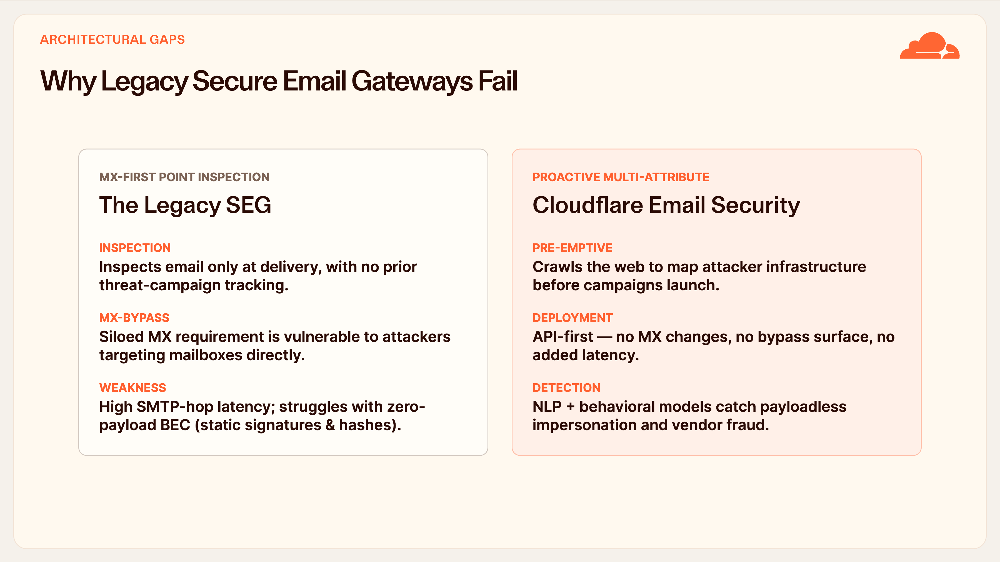 ARCHITECTURAL GAPS
Why Legacy Secure Email Gateways Fail
MX-FIRST POINT INSPECTION
The Legacy SEG
INSPECTION
Inspects email only at delivery, with no prior
threat-campaign tracking.
MX-BYPASS
Siloed MX requirement is vulnerable to attackers
targeting mailboxes directly.
WEAKNESS
High SMTP-hop latency; struggles with zero-
payload BEC (static signatures & hashes).
PROACTIVE MULTI-ATTRIBUTE
Cloudflare Email Security
PRE-EMPTIVE
Crawls the web to map attacker infrastructure
before campaigns launch.
DEPLOYMENT
API-first — no MX changes, no bypass surface, no
added latency.
DETECTION
NLP + behavioral models catch payloadless
impersonation and vendor fraud.